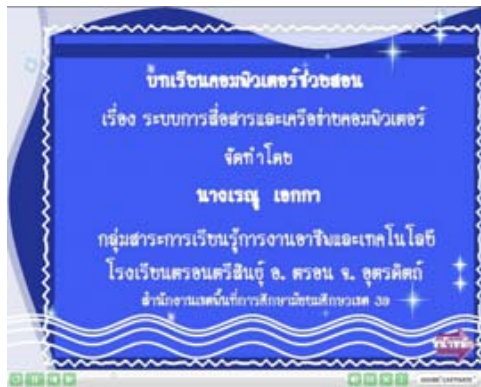 บทเรียนคอมพิวเตอร์ช่วยสอน
เรื่อง ระบบการสื่อสารและเครือข่ายคอมพิวเตอร์
จัดทำโดย
นางเรณู เอกกา
กลุ่มสาระการเรียนรู้การงานอาชีพและเทคโนโลยี
โรงเรียนตรอนตรีสินธุ์ อ. ตรอน จ. อุตรดิตถ์
สำนักงานเขตพื้นที่การศึกษามัธยมศึกษาเขต 39
ADOBE CAPTIVATE